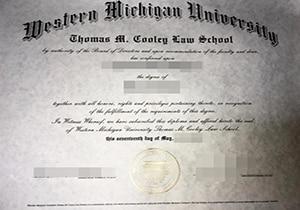 Western Michigan University
Thomas M. Cooley Law School
by authority of the Board of Directors and upon recommendation of the faculty and dean,
has conferred upon
the degree of
together with all honors, rights and privileges pertaining thereto, in recognition
of the fulfillment of the requirements of this degree.
In Witness Whereof, we have subscribed this diploma and affixed hereto the seal
of Western Michigan University Thomas M. Cooley Law School,
this seventeenth day of May,